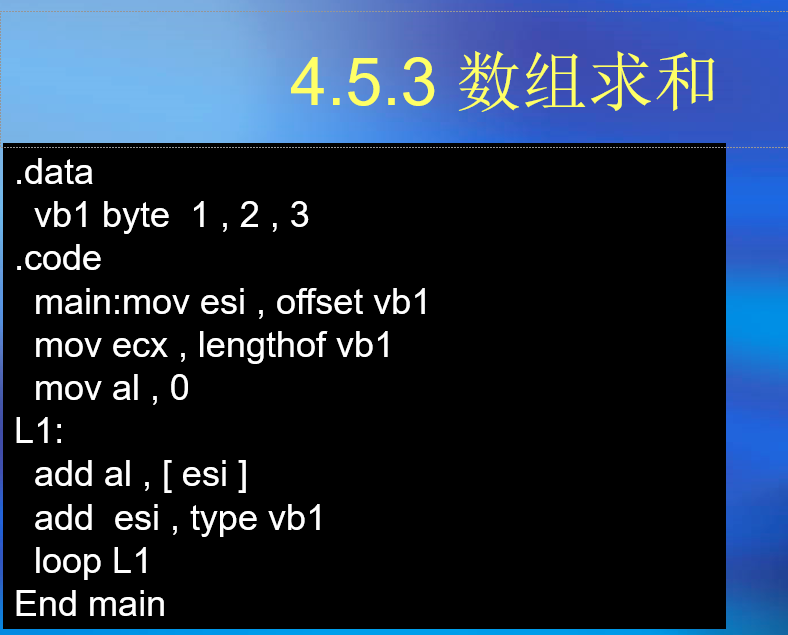 4.5.3 数组求和
.data
vb1 byte 1 , 2 , 3
.code
main:mov esi , offset vb1
mov ecx , lengthof vb1
mov al , 0
L1:
add al , [ esi ]
add esi , type vb1
loop L1
End main